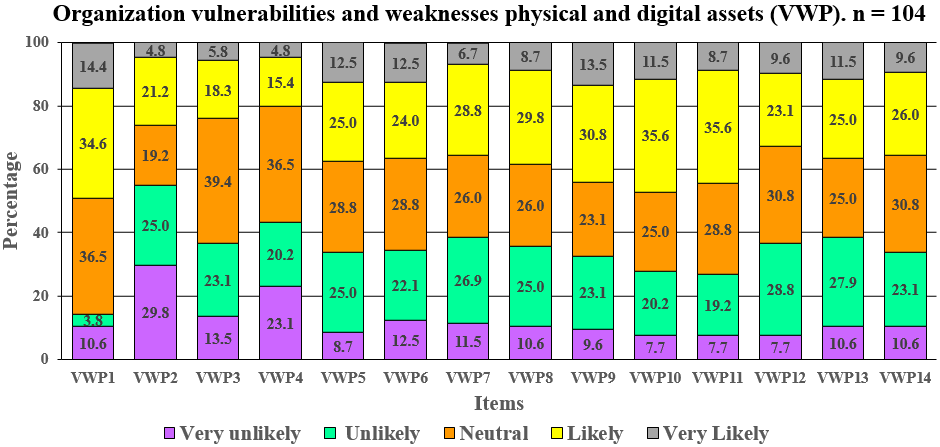 Organization vulnerabilities and weaknesses physical and digital assets (VWP). n = 104
Percentage
100
80
60
40
20
0
14.4 4.8 5.8 4.8 12.5 12.5 6.7 8.7 13.5 11.5 8.7 9.6 11.5 9.6
34.6 21.2 18.3 15.4 25.0 24.0 28.8 29.8 30.8 35.6 35.6 23.1 25.0 26.0
36.5 19.2 39.4 36.5 28.8 28.8 26.0 26.0 23.1 25.0 28.8 30.8 25.0 30.8
3.8 25.0 23.1 20.2 25.0 22.1 26.9 25.0 23.1 20.2 19.2 28.8 27.9 23.1
10.6 29.8 13.5 23.1 8.7 12.5 11.5 10.6 9.6 7.7 7.7 7.7 10.6 10.6
VWP1 VWP2 VWP3 VWP4 VWP5 VWP6 VWP7 VWP8 VWP9 VWP10 VWP11 VWP12 VWP13 VWP14
Items
Very unlikely Unlikely Neutral Likely Very Likely